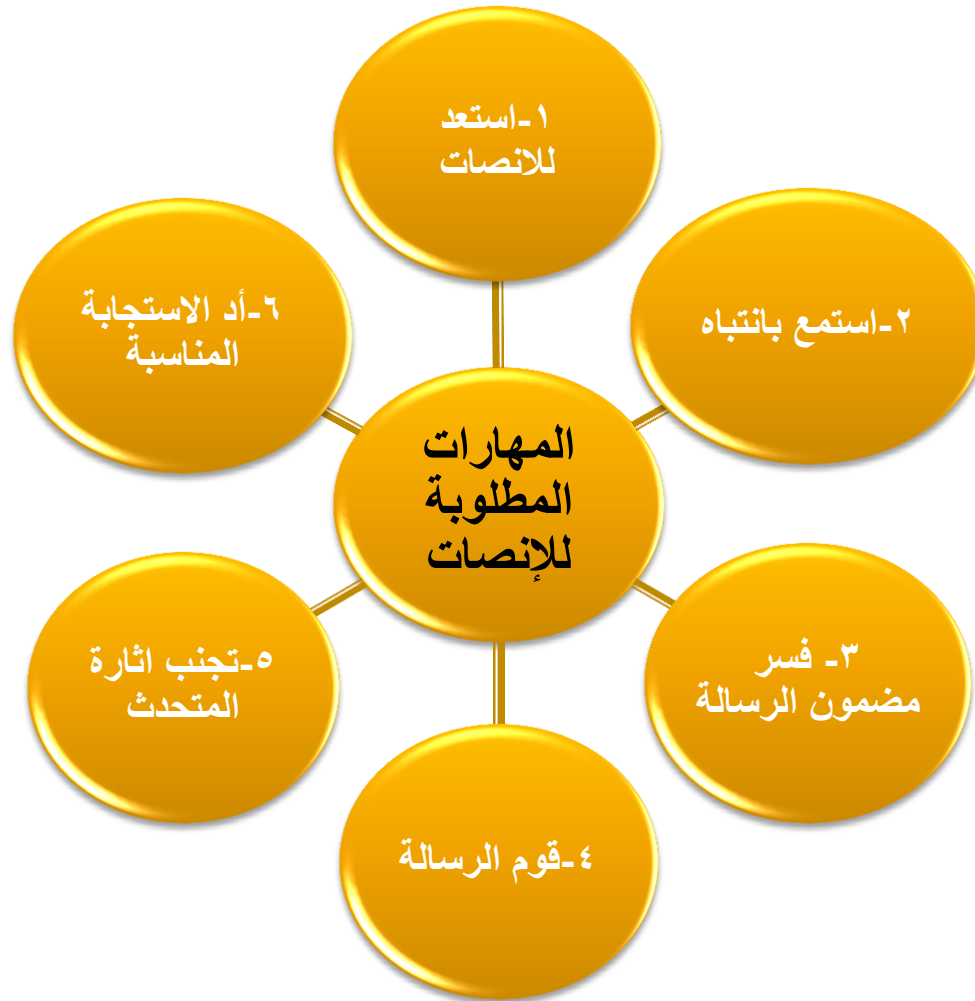 ١-استعد
للانصات
٢-استمع بانتباه
٣- فسر
مضمون الرسالة
٤-قوم الرسالة
٥-تجنب اثارة
المتحدث
٦-أد الاستجابة
المناسبة
المهارات
المطلوبة
للإنصات